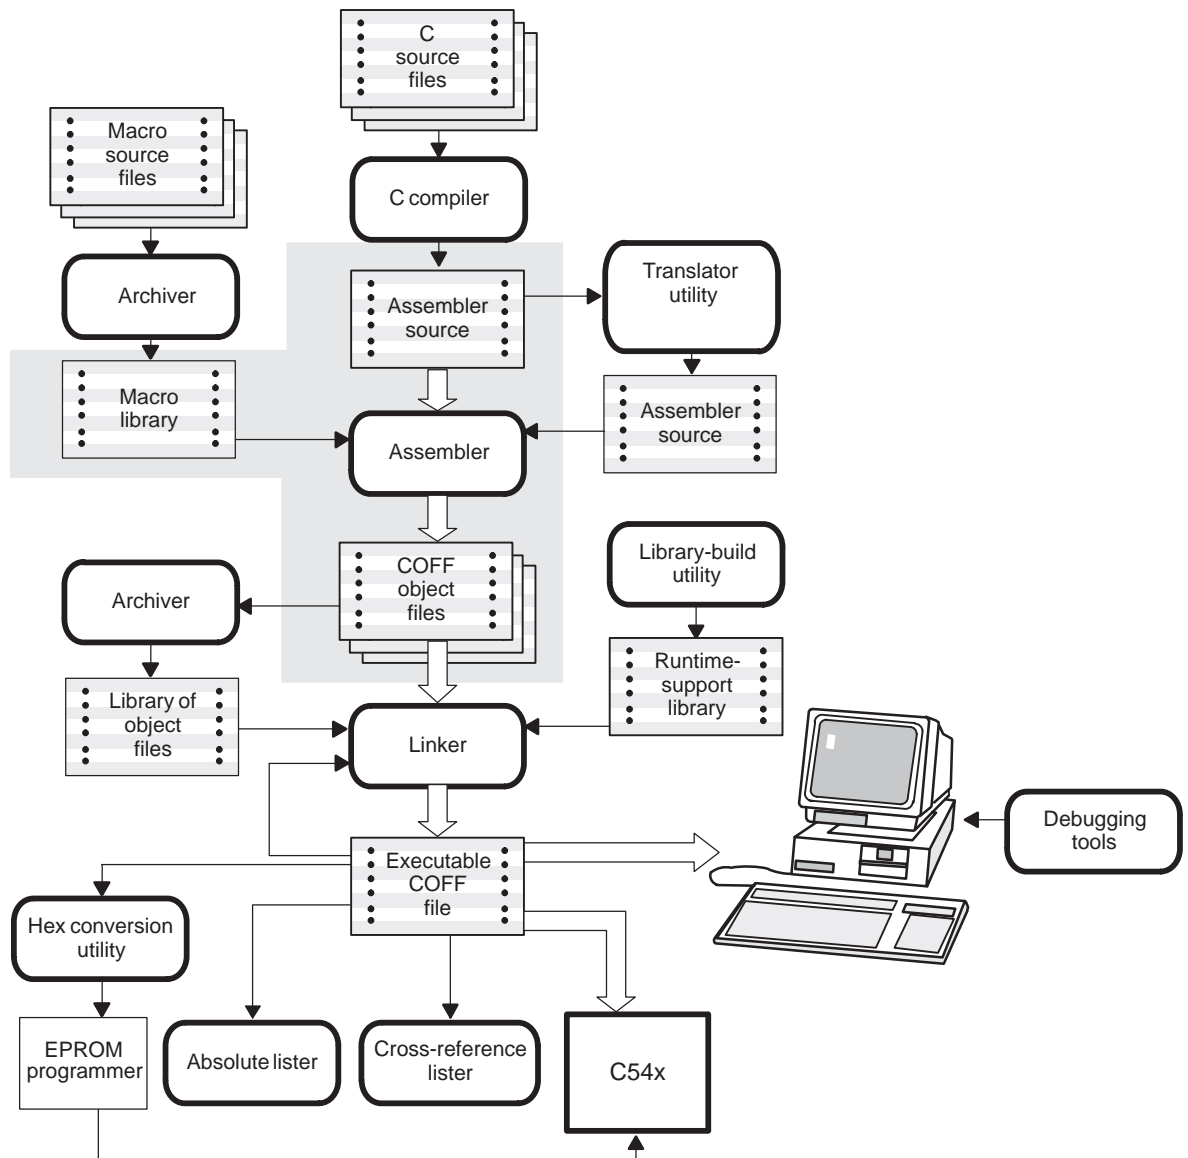 C
source
files
Macro
source
files
C compiler
Archiver
Assembler
source
Translator
utility
Macro
library
Assembler
source
Assembler
COFF
object
files
Library-build
utility
Archiver
Runtime-
support
library
Library of
object
files
Linker
Debugging
tools
Executable
COFF
file
Hex conversion
utility
EPROM
programmer
Absolute lister
Cross-reference
lister
C54x